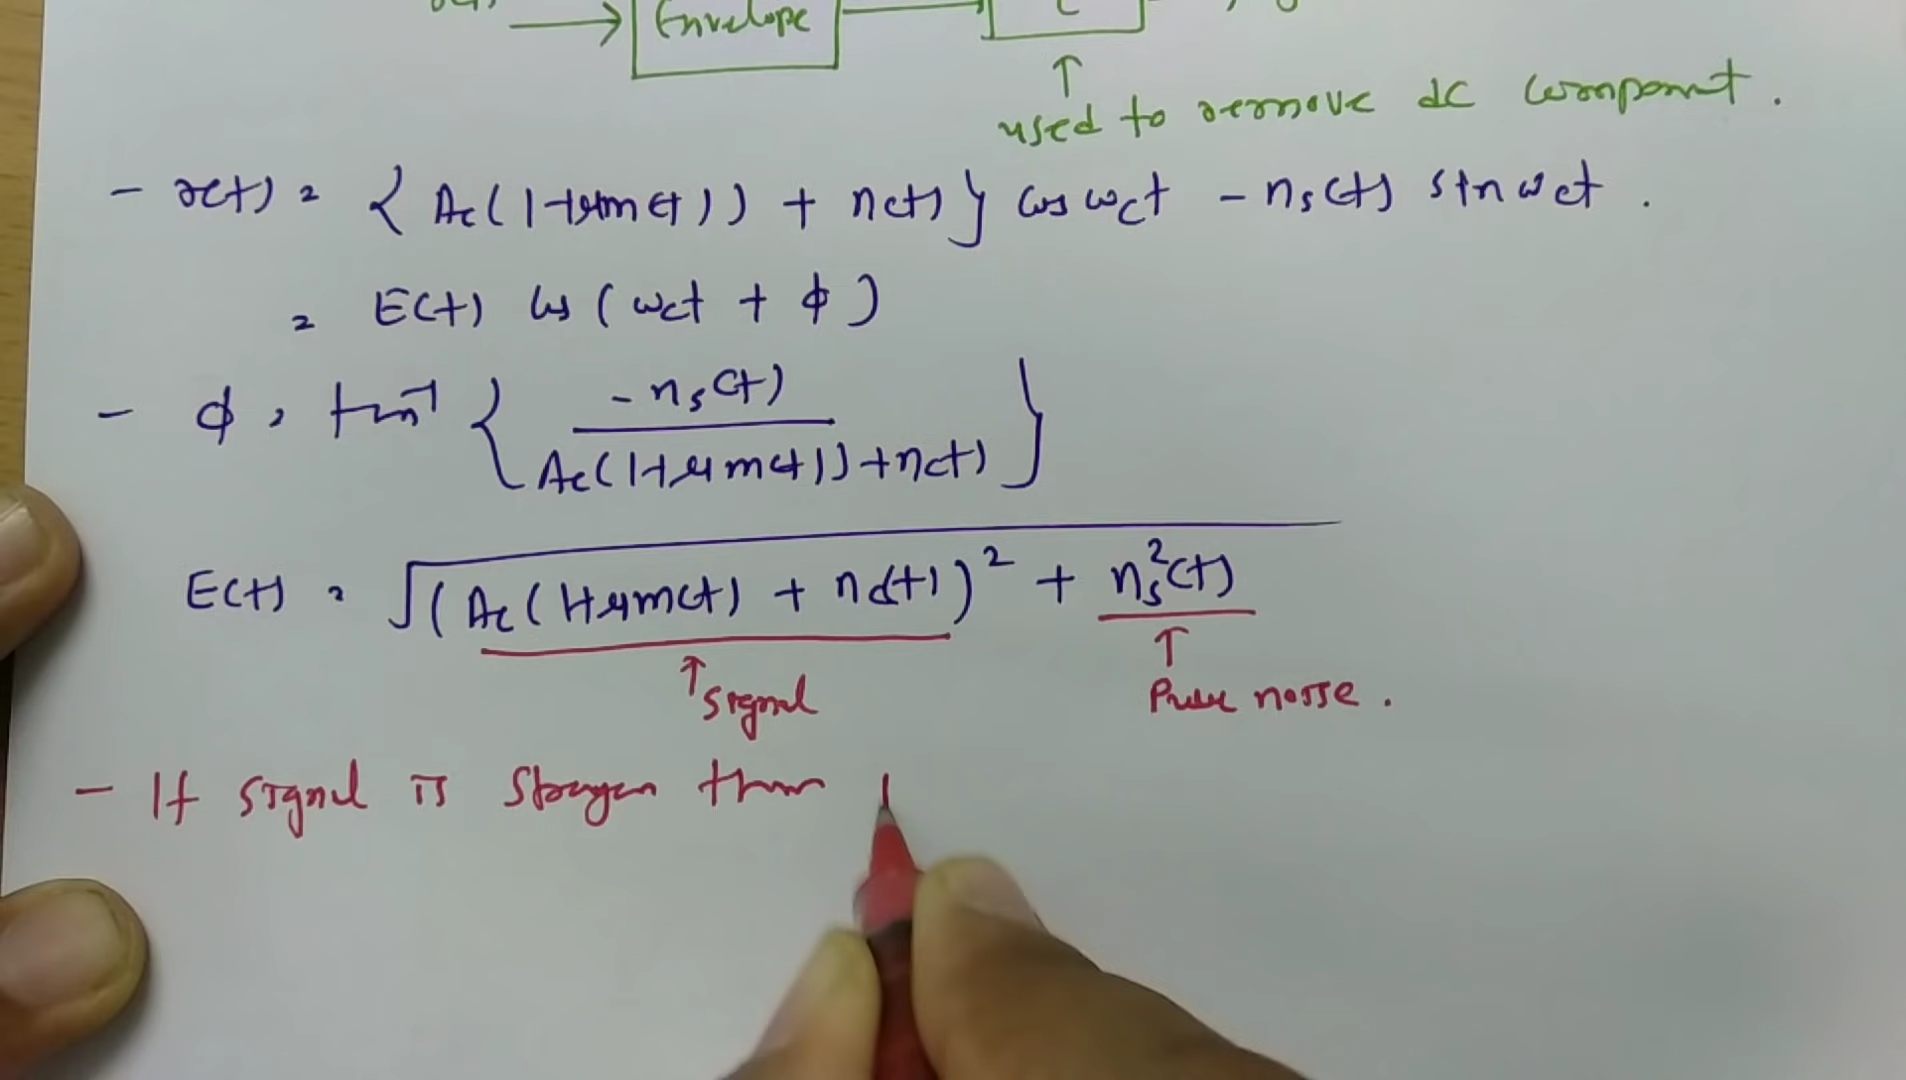 Envelope C
used to remove dc component.
- x(t) = { Ac(1+μm(t)) + nc(t) } cos ωct - ns(t) sin ωct.
= E(t) cos(ωct + φ)
- φ = tan⁻¹ { -ns(t) / Ac(1+μm(t)) + nc(t) }
E(t) = √(Ac(1+μm(t) + nc(t))² + ns²(t)
↑ signal ↑ Pure noise.
- If signal is stronger than